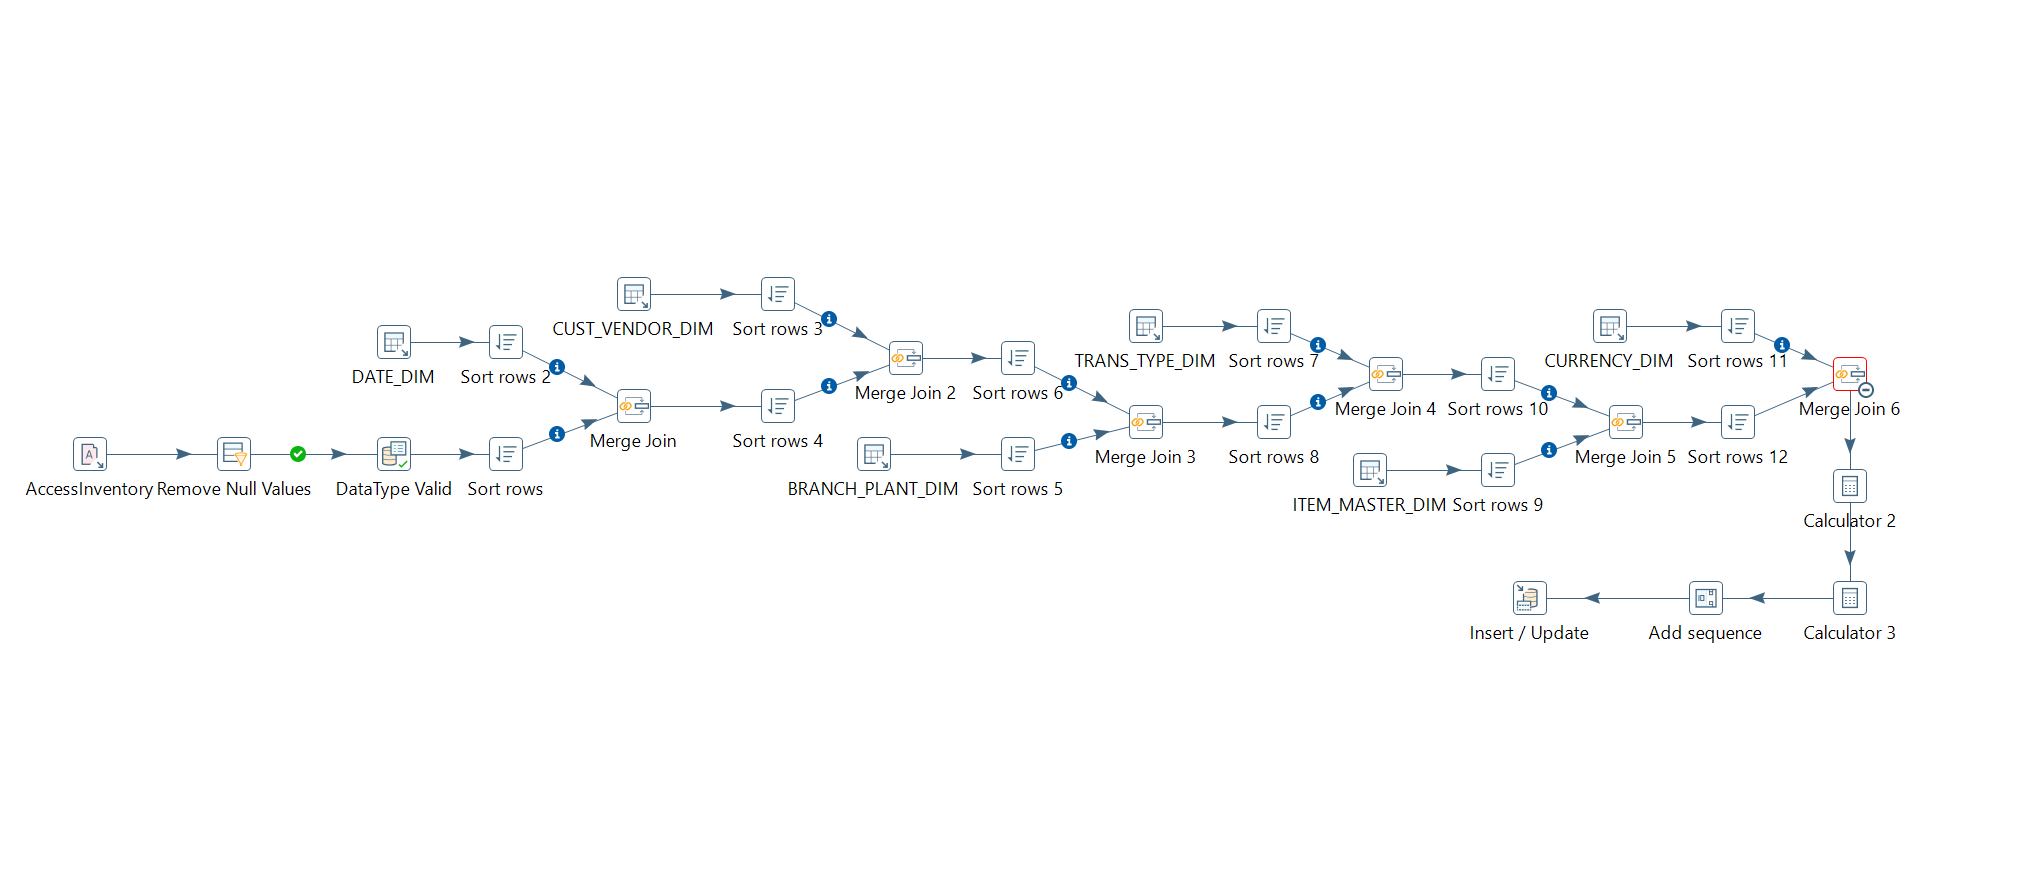 CUST_VENDOR_DIM
Sort rows 3
DATE_DIM
Sort rows 2
TRANS_TYPE_DIM
Sort rows 7
CURRENCY_DIM
Sort rows 11
Merge Join 2
Sort rows 6
Merge Join 4
Sort rows 10
Merge Join 6
Merge Join
Sort rows 4
Merge Join 3
Sort rows 8
Merge Join 5
Sort rows 12
AccessInventory
Remove Null Values
DataType Valid
Sort rows
BRANCH_PLANT_DIM
Sort rows 5
ITEM_MASTER_DIM
Sort rows 9
Calculator 2
Insert / Update
Add sequence
Calculator 3